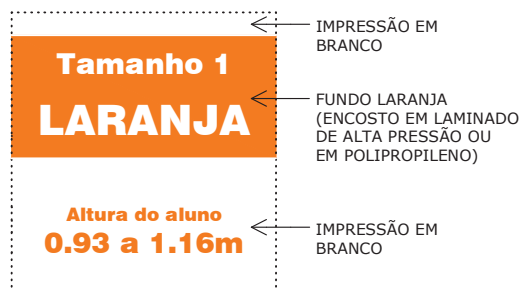 IMPRESSÃO EM
BRANCO
Tamanho 1
LARANJA
FUNDO LARANJA
(ENCOSTO EM LAMINADO
DE ALTA PRESSÃO OU
EM POLIPROPILENO)
Altura do aluno
0.93 a 1.16m
IMPRESSÃO EM
BRANCO